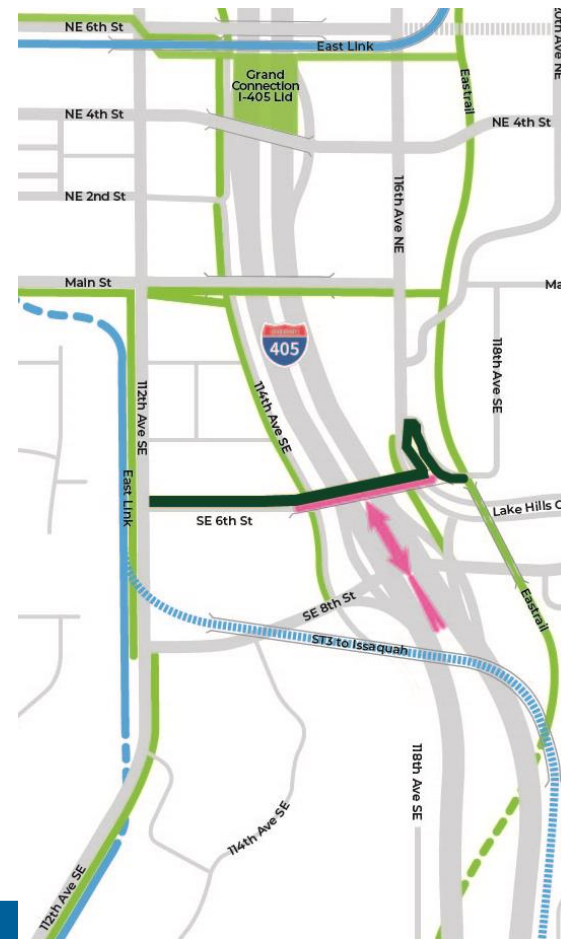 NE 6th St
East Link
Grand
Connection
I-405 Lid
Eastrail
NE 4th St
NE 4th St
116th Ave NE
NE 2nd St
Main St
Ma
405
118th Ave SE
112th Ave SE
114th Ave SE
East Link
SE 6th St
Lake Hills C
SE 8th St
Eastrail
ST3 to Issaquah
118th Ave SE
114th Ave SE
112th Ave SE